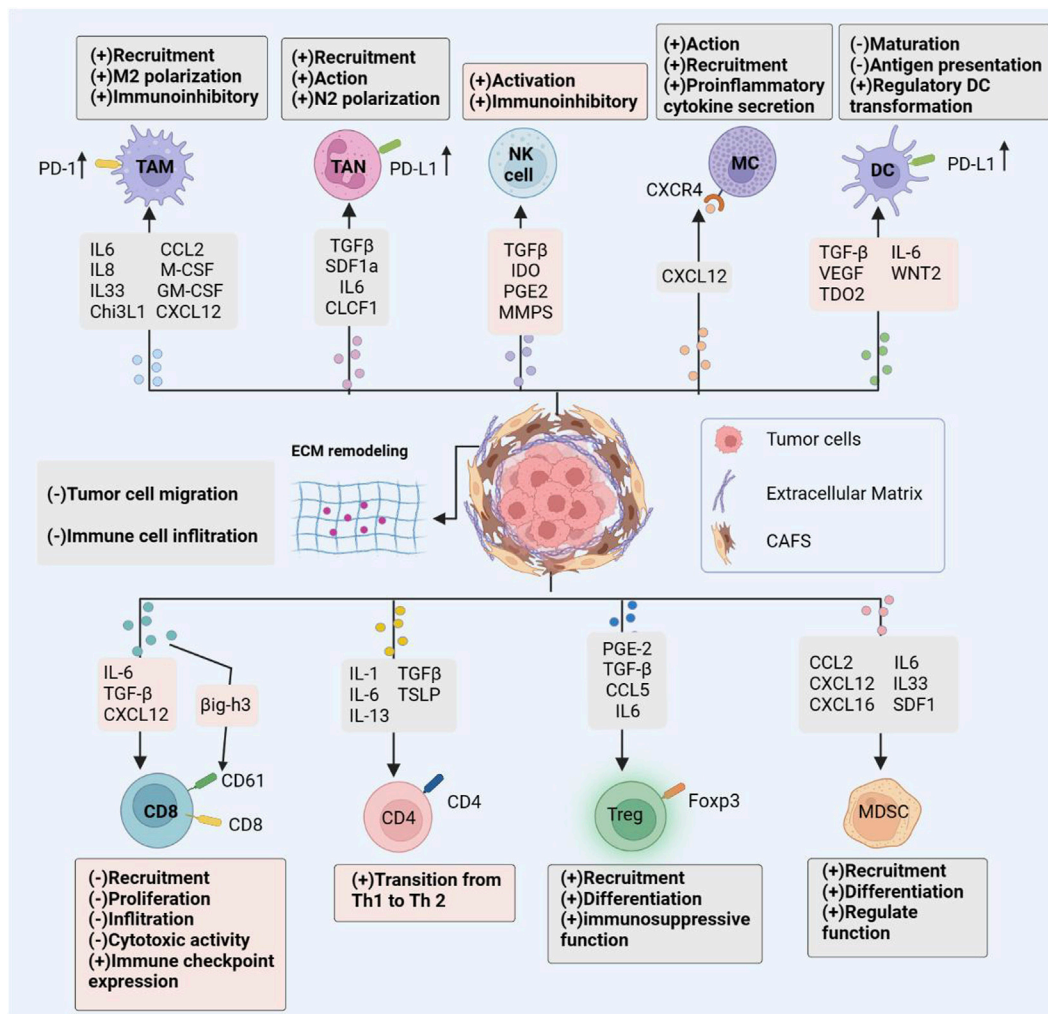 (+)Recruitment
(+)M2 polarization
(+)Immunoinhibitory
(+)Recruitment
(+)Action
(+)N2 polarization
(+)Activation
(+)Immunoinhibitory
(+)Action
(+)Recruitment
(+)Proinflammatory
cytokine secretion
(-)Maturation
(-)Antigen presentation
(+)Regulatory DC
transformation
PD-1
TAM
TAN
PD-L1
NK
cell
CXCR4
MC
DC
PD-L1
IL6 CCL2
IL8 M-CSF
IL33 GM-CSF
Chi3L1 CXCL12
TGFβ
SDF1a
IL6
CLCF1
TGFβ
IDO
PGE2
MMPS
CXCL12
TGF-β IL-6
VEGF WNT2
TDO2
ECM remodeling
(-)Tumor cell migration
(-)Immune cell inflitration
Tumor cells
Extracellular Matrix
CAFS
IL-6
TGF-β
CXCL12
βig-h3
IL-1 TGFβ
IL-6 TSLP
IL-13
PGE-2
TGF-β
CCL5
IL6
CCL2 IL6
CXCL12 IL33
CXCL16 SDF1
CD61
CD8
CD8
CD4
CD4
Treg
Foxp3
MDSC
(-)Recruitment
(-)Proliferation
(-)Inflitration
(-)Cytotoxic activity
(+)Immune checkpoint
expression
(+)Transition from
Th1 to Th 2
(+)Recruitment
(+)Differentiation
(+)immunosuppressive
function
(+)Recruitment
(+)Differentiation
(+)Regulate
function